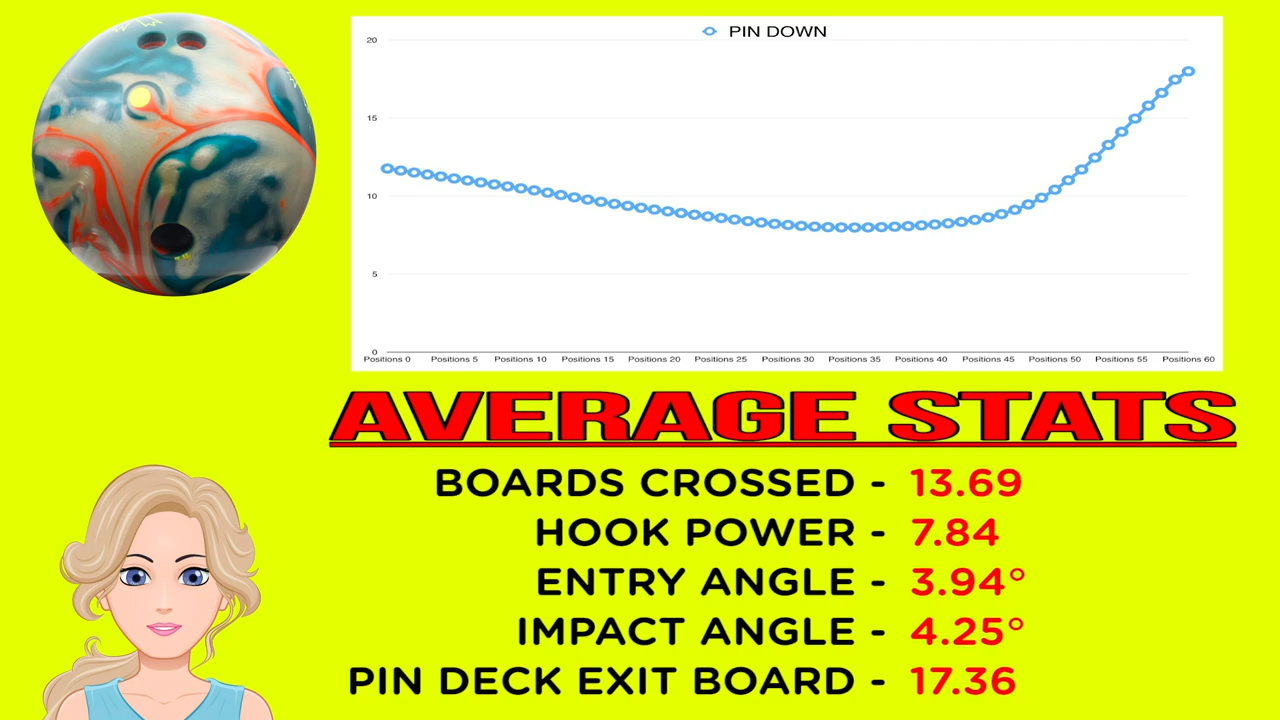 PIN DOWN
20
15
10
5
0
Positions 0 Positions 5 Positions 10 Positions 15 Positions 20 Positions 25 Positions 30 Positions 35 Positions 40 Positions 45 Positions 50 Positions 55 Positions 60
AVERAGE STATS
BOARDS CROSSED - 13.69
HOOK POWER - 7.84
ENTRY ANGLE - 3.94°
IMPACT ANGLE - 4.25°
PIN DECK EXIT BOARD - 17.36